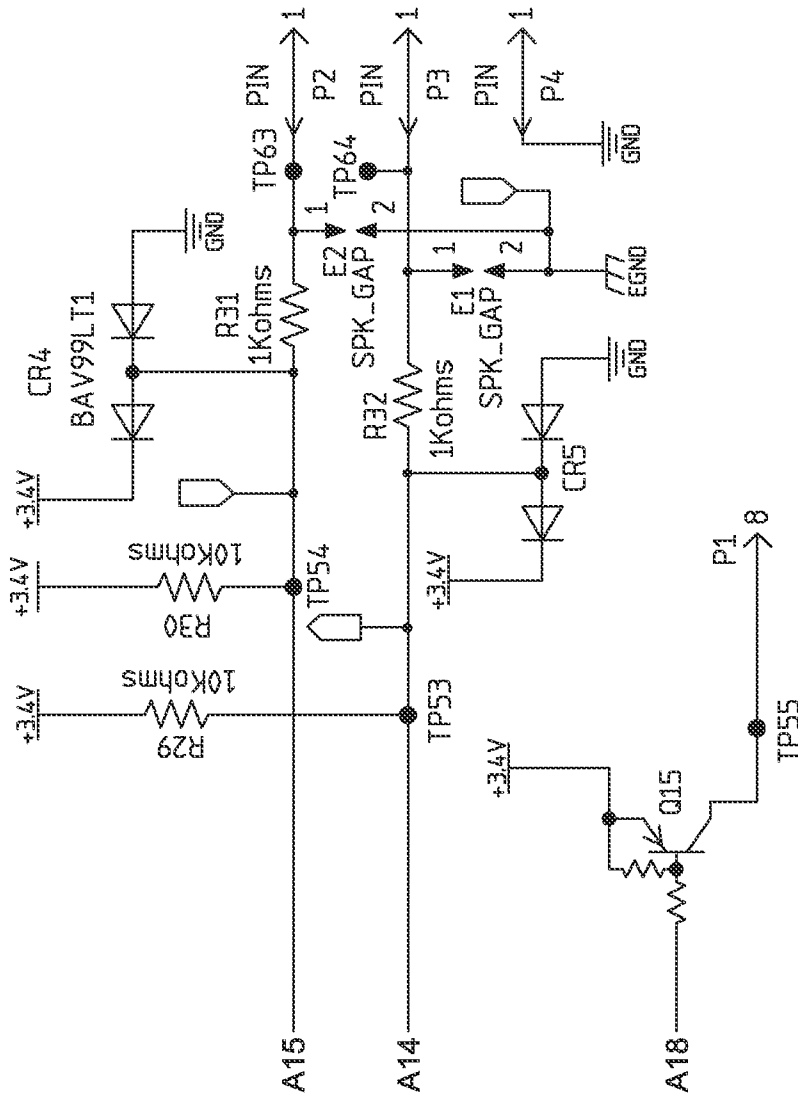 +3.4V
+3.4V
+3.4V
CR4
BAV99LT1
GND
10Kohms
R30
10Kohms
R29
R31
1Kohms
TP63
PIN
P2
1
A15
TP54
E2
SPK_GAP
1
2
TP64
PIN
P3
1
A14
TP53
R32
1Kohms
E1
SPK_GAP
1
2
EGND
PIN
P4
1
GND
+3.4V
CR5
GND
+3.4V
Q15
A18
TP55
P1
8